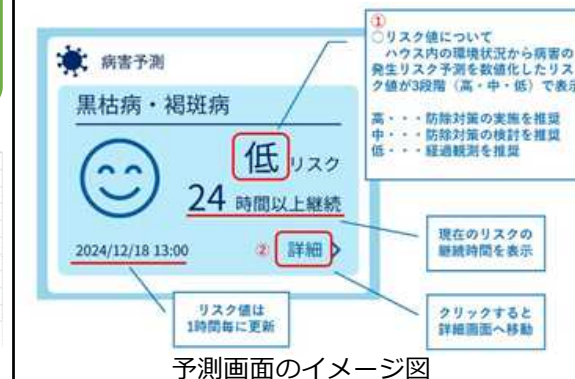 病害予測
黒枯病・褐斑病
低リスク
24 時間以上継続
2024/12/18 13:00
② 詳細
①
○リスク値について
ハウス内の環境状況から病害の
発生リスク予測を数値化したリス
ク値が3段階（高・中・低）で表示
高・・・防除対策の実施を推奨
中・・・防除対策の検討を推奨
低・・・経過観測を推奨
現在のリスクの
継続時間を表示
リスク値は
1時間毎に更新
クリックすると
詳細画面へ移動
予測画面のイメージ図